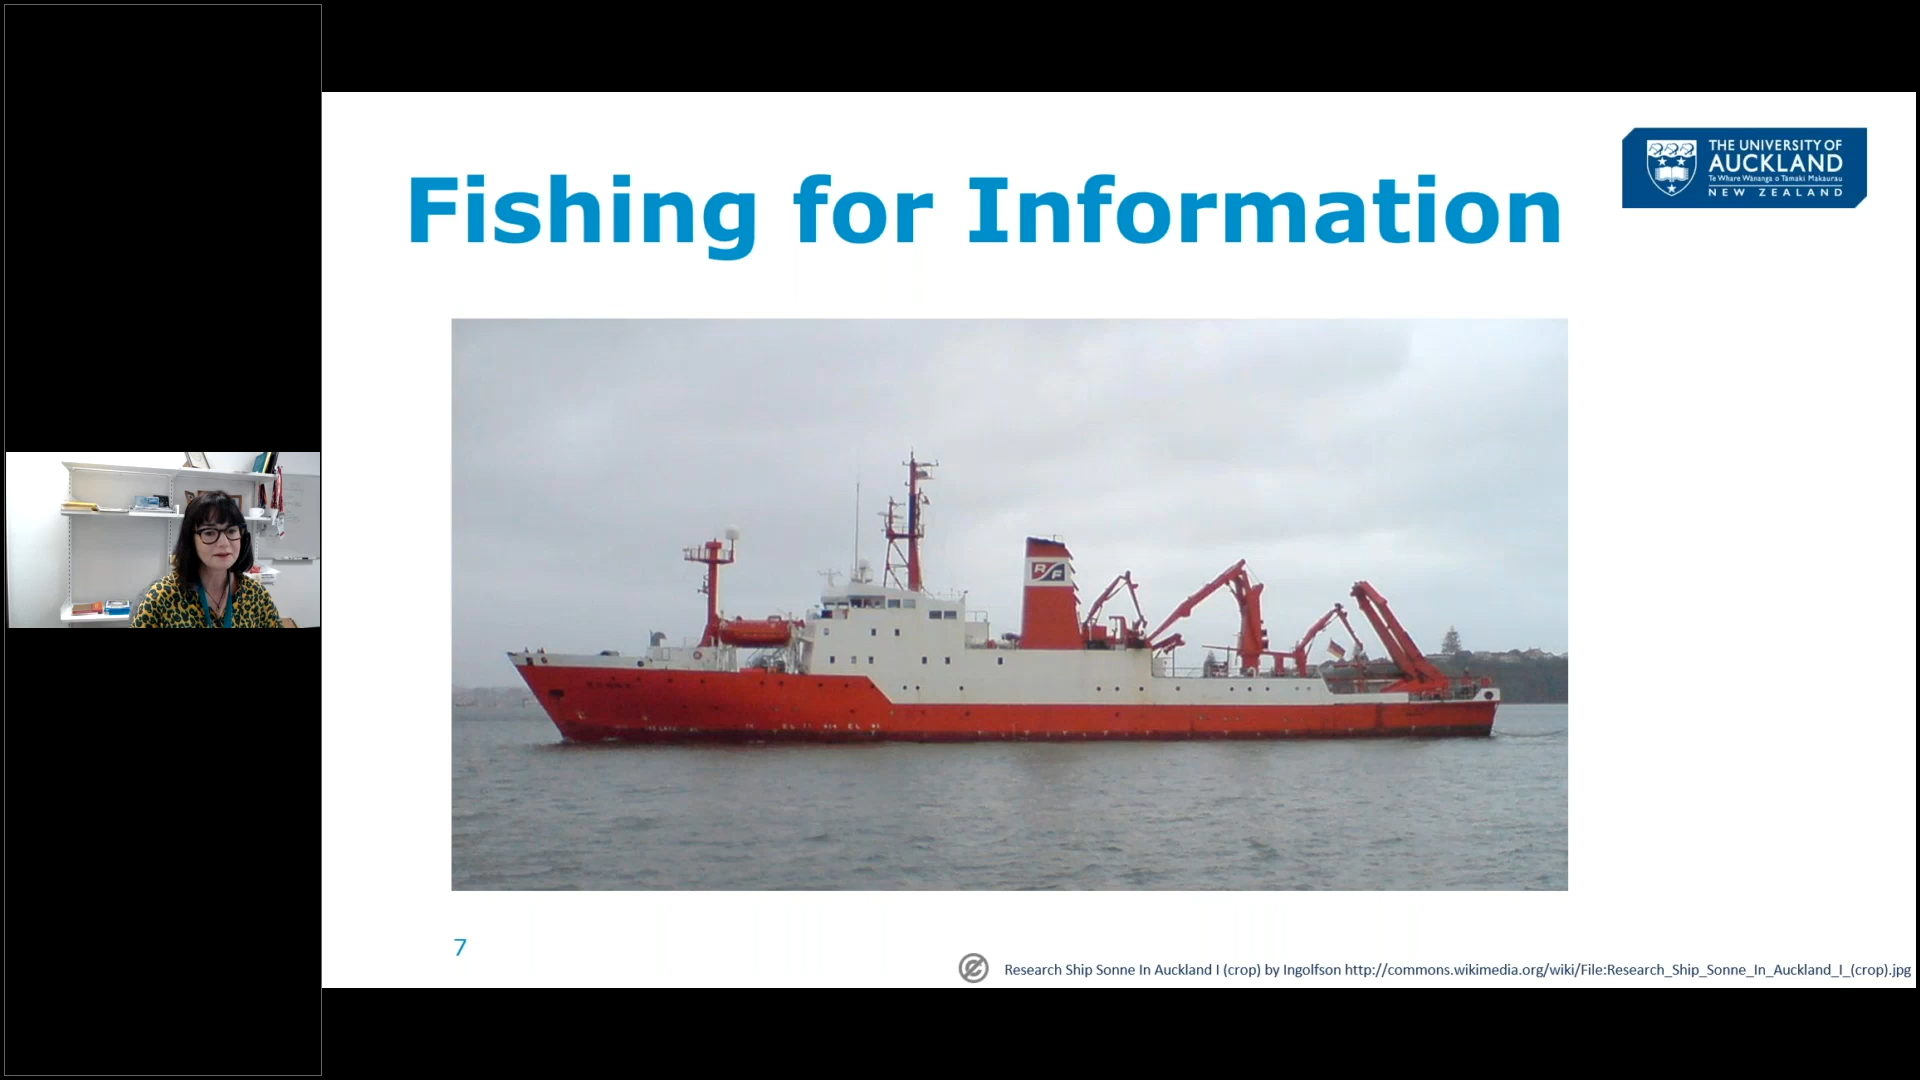 Fishing for Information
THE UNIVERSITY OF
AUCKLAND
Te Whare Wānanga o Tāmaki Makaurau
NEW ZEALAND
RF
7
Research Ship Sonne In Auckland I (crop) by Ingolfson http://commons.wikimedia.org/wiki/File:Research_Ship_Sonne_In_Auckland_I_(crop).jpg